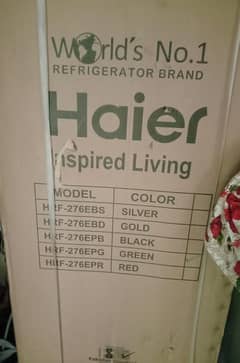 World's No.1
REFRIGERATOR BRAND
Haier
Inspired Living
MODEL COLOR
HRF-276EBS SILVER
HRF-276EBD GOLD
HRF-276EPB BLACK
HRF-276EPG GREEN
HRF-276EPR RED